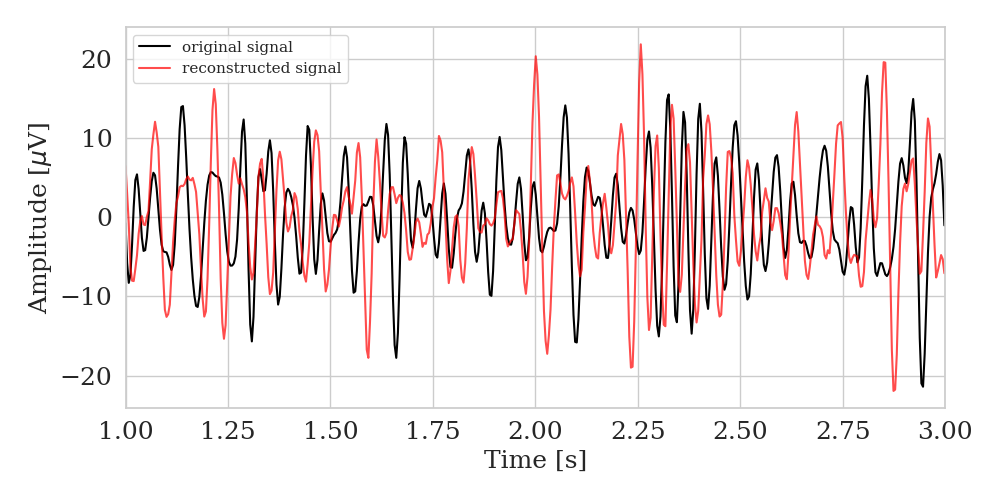 original signal
reconstructed signal
Amplitude [μV]
20
10
0
−10
−20
1.00 1.25 1.50 1.75 2.00 2.25 2.50 2.75 3.00
Time [s]